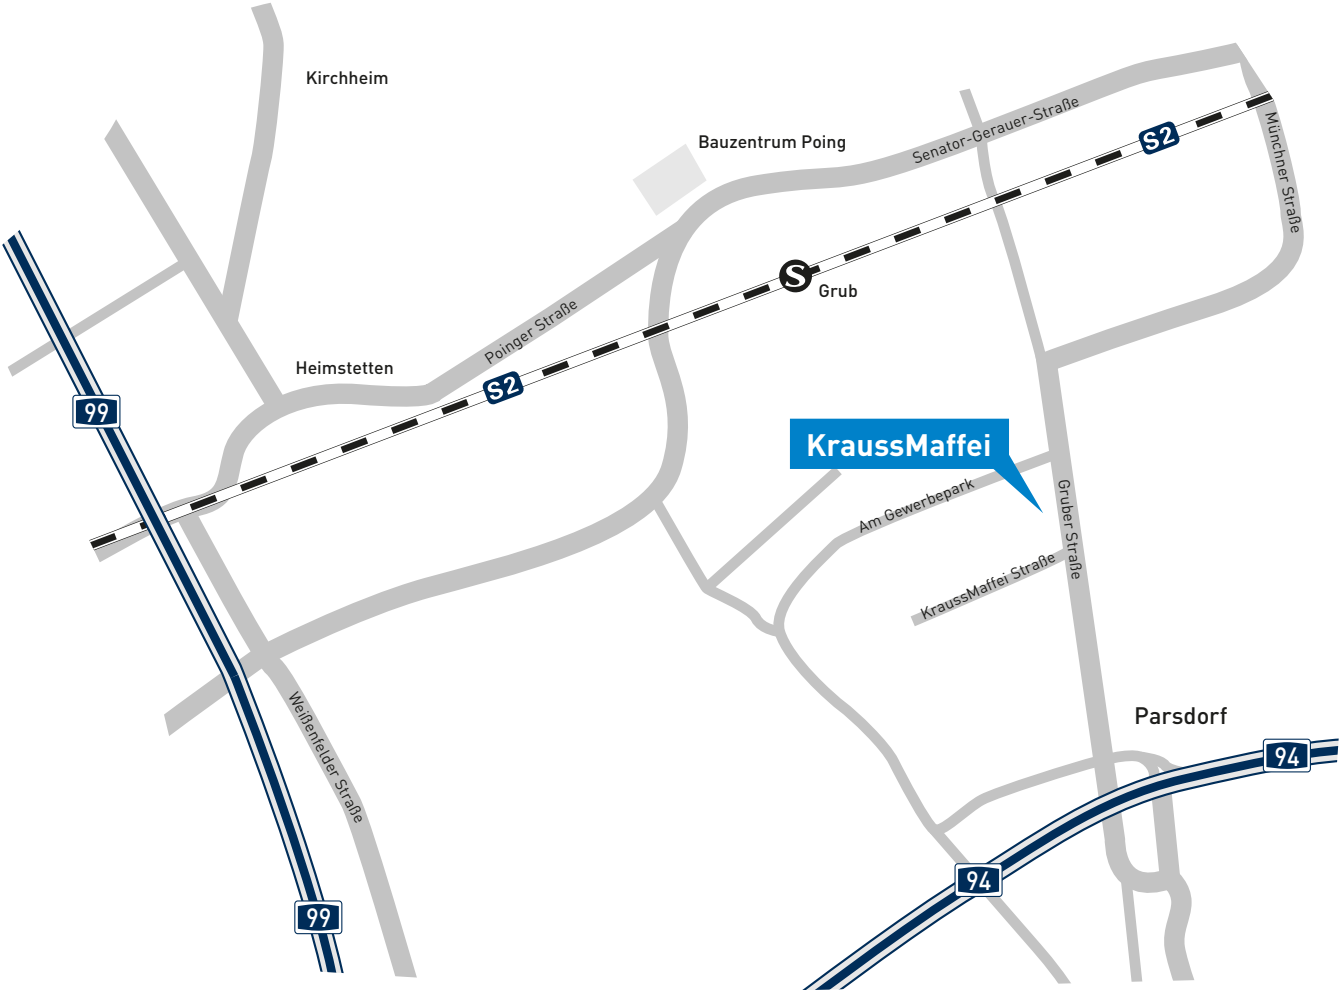 Kirchheim
Bauzentrum Poing
Senator-Gerauer-Straße
S2
Münchner Straße
S
Grub
Poinger Straße
Heimstetten
S2
99
KraussMaffei
Am Gewerbepark
Gruber Straße
KraussMaffei Straße
Weißenfelder Straße
Parsdorf
94
94
99